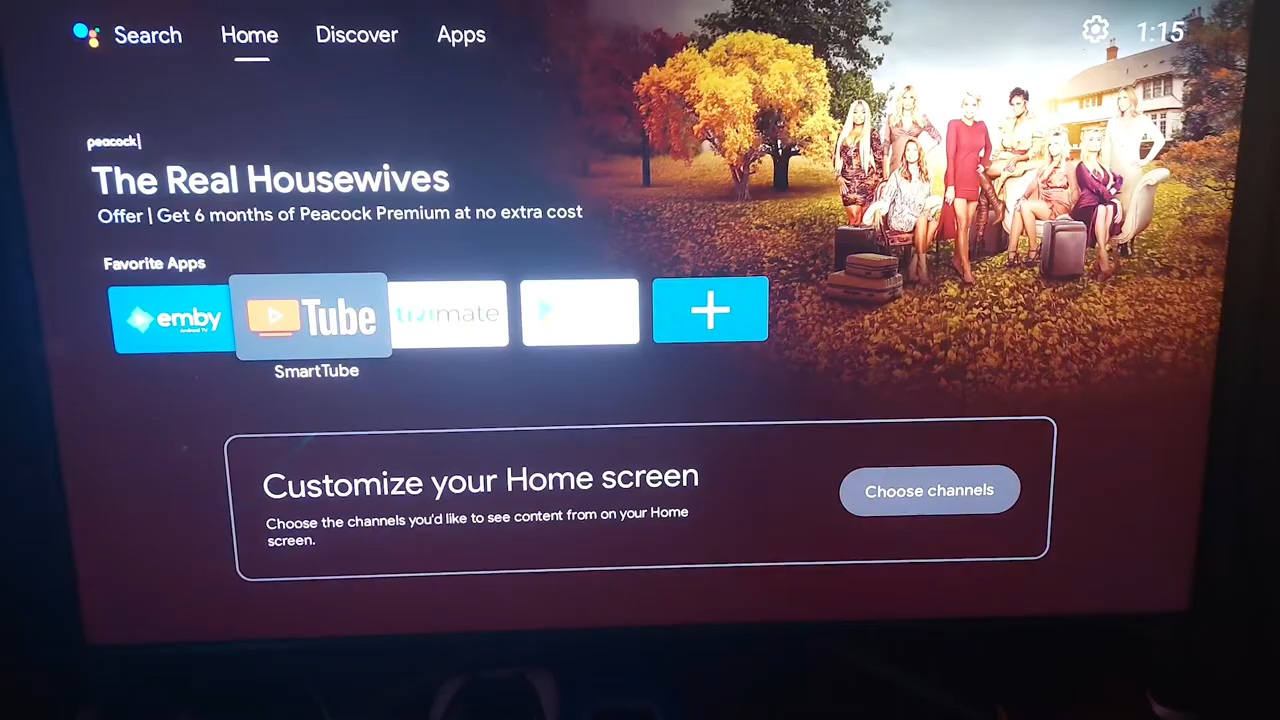 Search Home Discover Apps 1:15
peacock
The Real Housewives
Offer | Get 6 months of Peacock Premium at no extra cost
Favorite Apps
emby Tube tivimate
Android TV
SmartTube
Customize your Home screen
Choose the channels you'd like to see content from on your Home
screen.
Choose channels